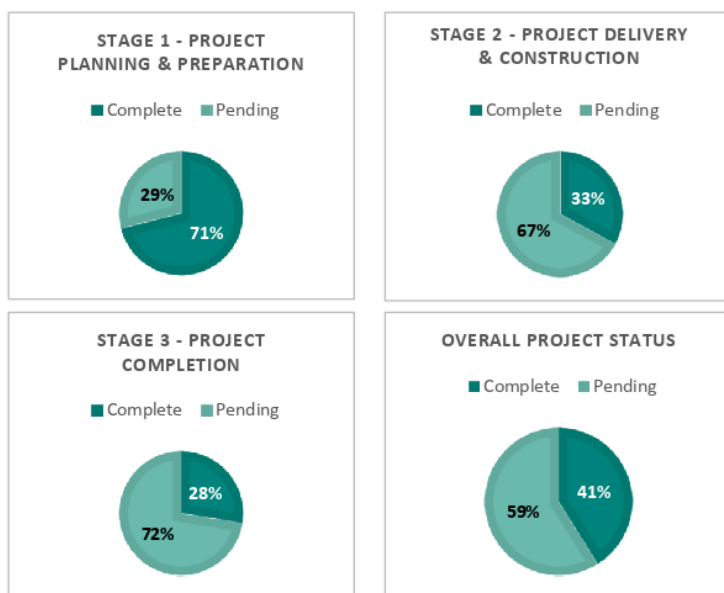 STAGE 1 - PROJECT
PLANNING & PREPARATION
Complete Pending
29%
71%
STAGE 2 - PROJECT DELIVERY
& CONSTRUCTION
Complete Pending
33%
67%
STAGE 3 - PROJECT
COMPLETION
Complete Pending
28%
72%
OVERALL PROJECT STATUS
Complete Pending
41%
59%